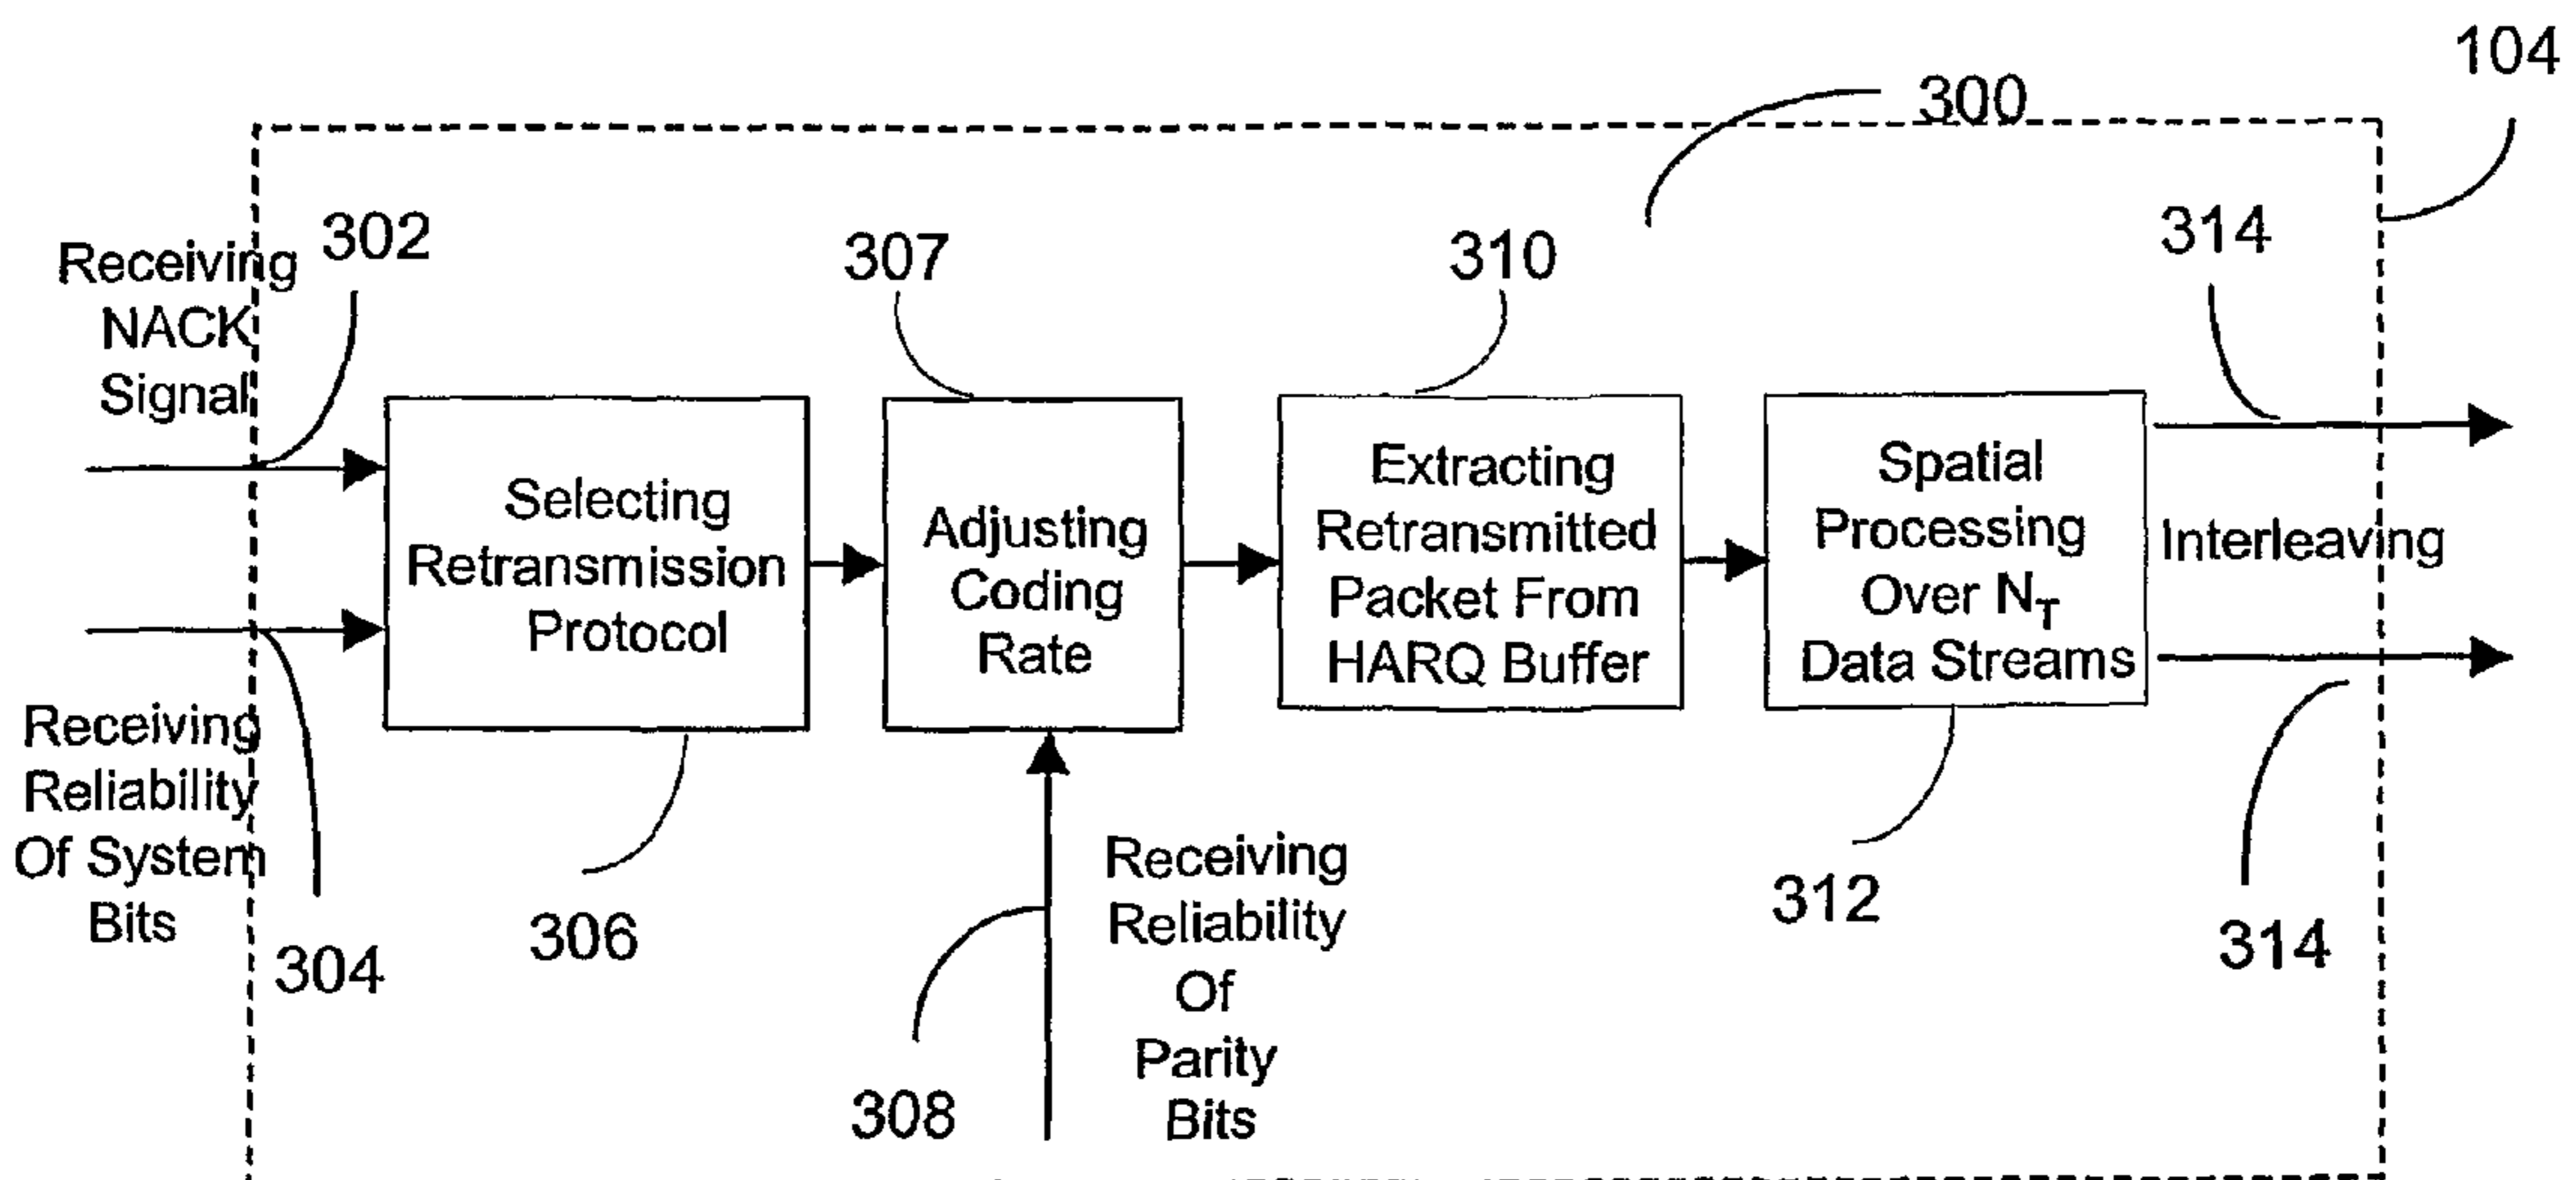 104
300
302
307
310
314
Receiving
NACK
Signal
Selecting
Retransmission
Protocol
Adjusting
Coding
Rate
Extracting
Retransmitted
Packet From
HARQ Buffer
Spatial
Processing
Over N_T
Data Streams
Interleaving
Receiving
Reliability
Of System
Bits
304
306
308
Receiving
Reliability
Of
Parity
Bits
312
314